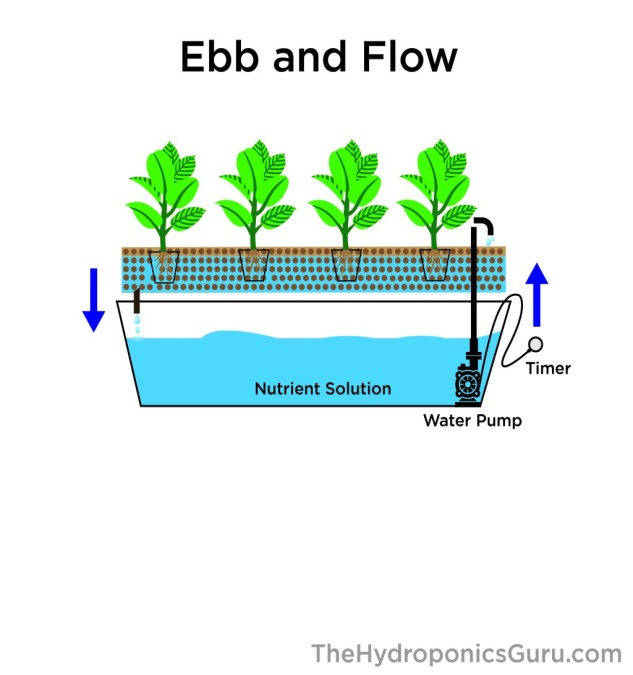 Ebb and Flow
Timer
Nutrient Solution
Water Pump
TheHydroponicsGuru.com